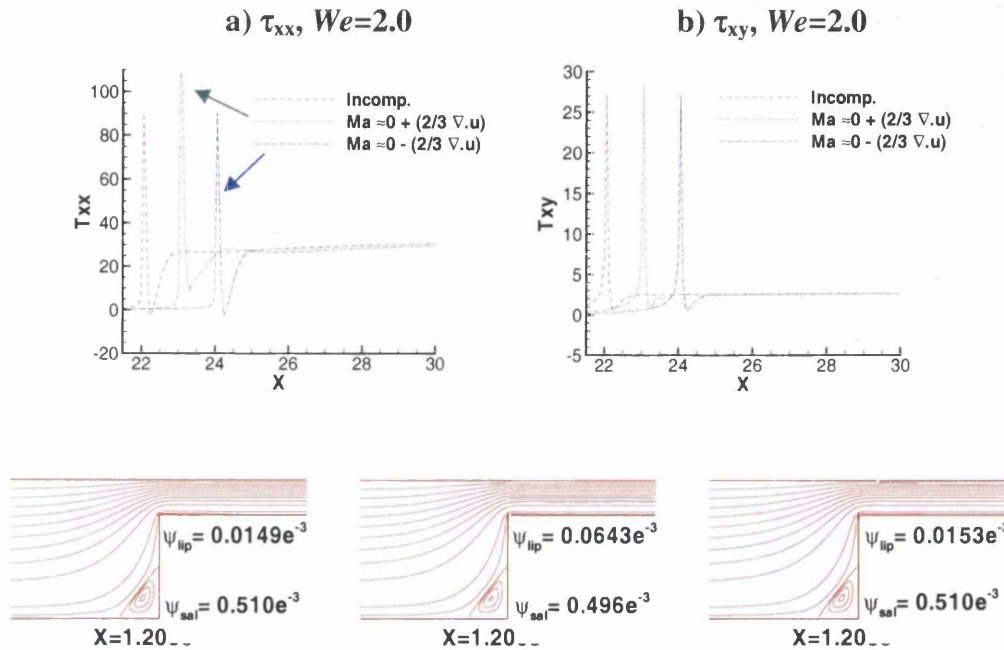 a) τxx, We=2.0
b) τxy, We=2.0
100
80
60
40
20
0
-20
Txx
22
24
26
28
30
X
Incomp.
Ma ≈0 + (2/3 ∇.u)
Ma ≈0 - (2/3 ∇.u)
30
25
20
15
10
5
0
-5
Txy
22
24
26
28
30
X
Incomp.
Ma ≈0 + (2/3 ∇.u)
Ma ≈0 - (2/3 ∇.u)
ψlip= 0.0149e⁻³
ψsal= 0.510e⁻³
X=1.20
ψlip= 0.0643e⁻³
ψsal= 0.496e⁻³
X=1.20
ψlip= 0.0153e⁻³
ψsal= 0.510e⁻³
X=1.20